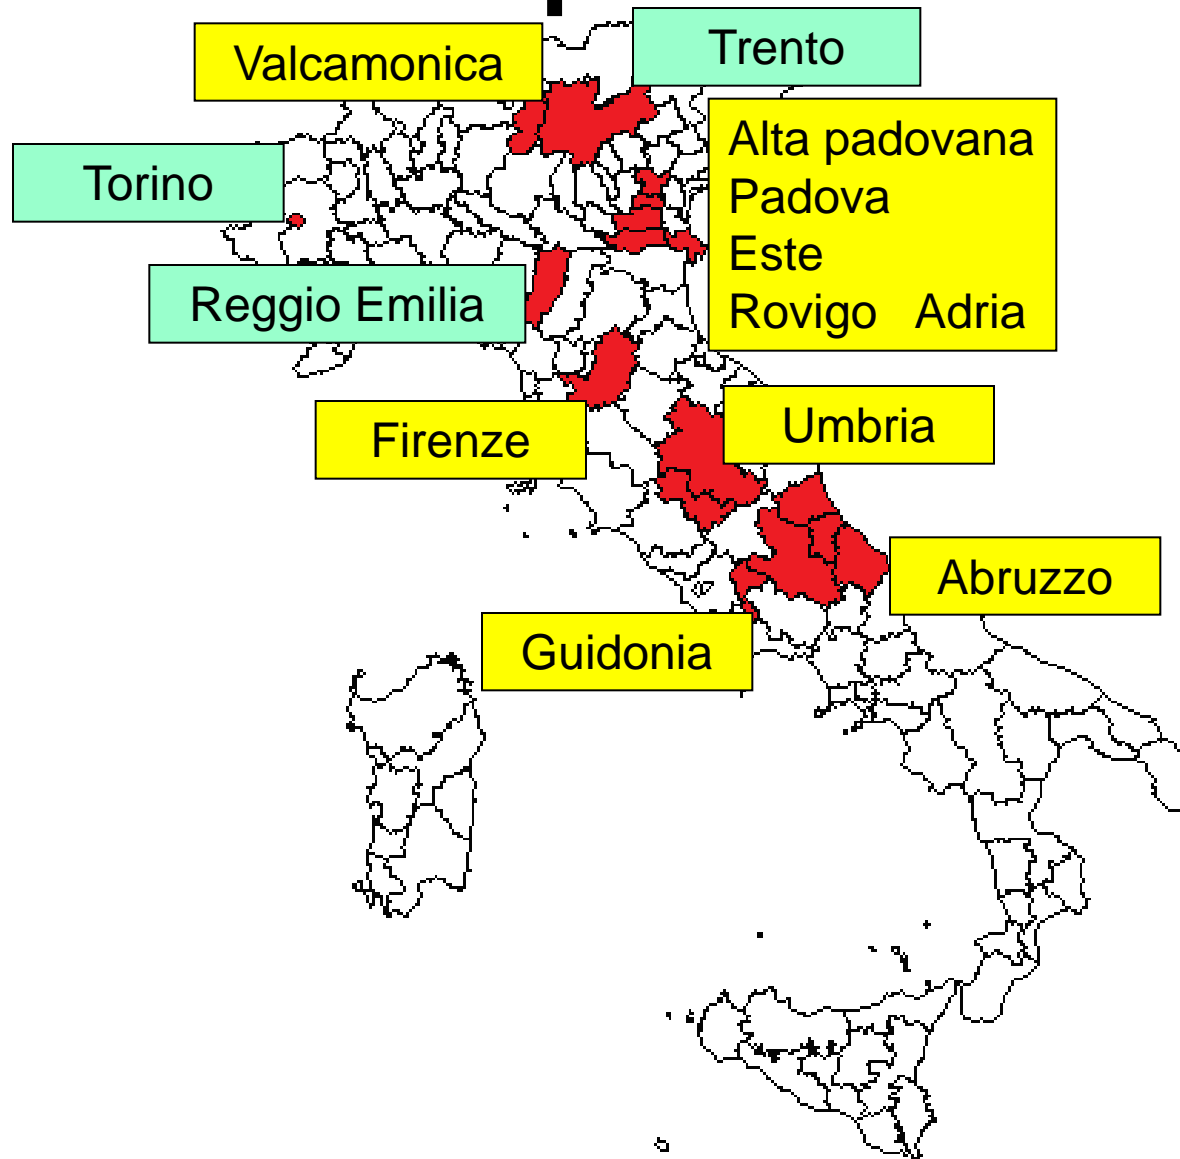 Valcamonica
Trento
Alta padovana
Padova
Este
Rovigo Adria
Torino
Reggio Emilia
Firenze
Umbria
Abruzzo
Guidonia